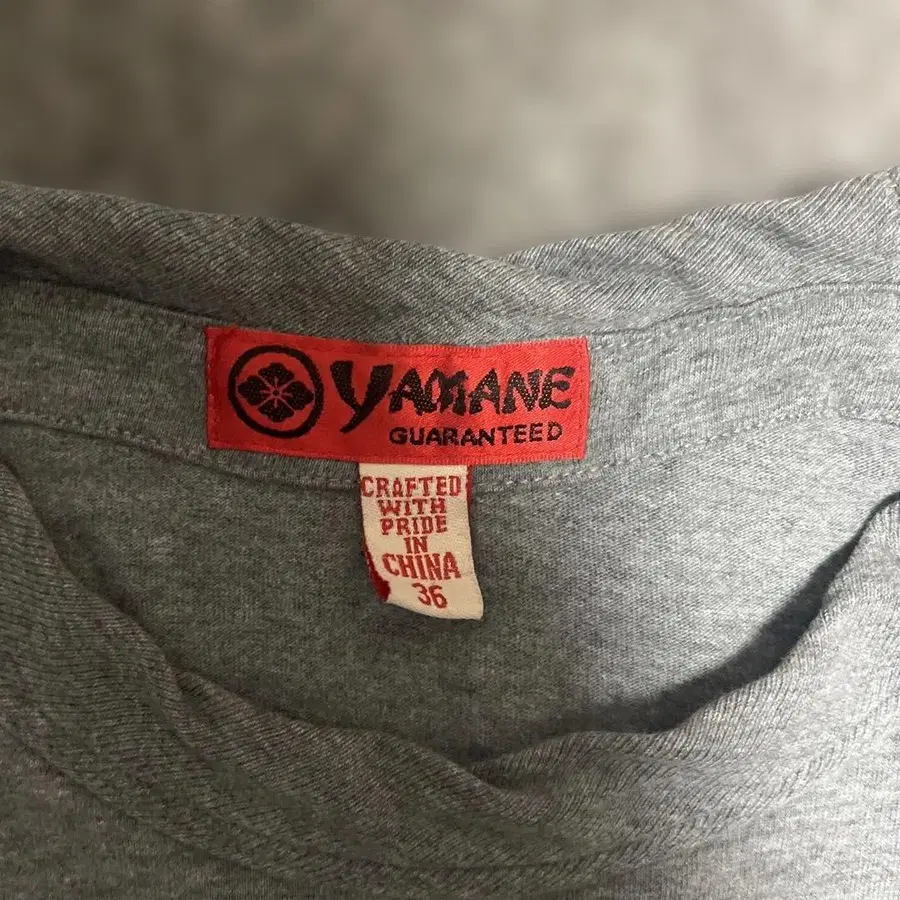 YAMANE
GUARANTEED
CRAFTED
WITH
PRIDE
IN
CHINA
36